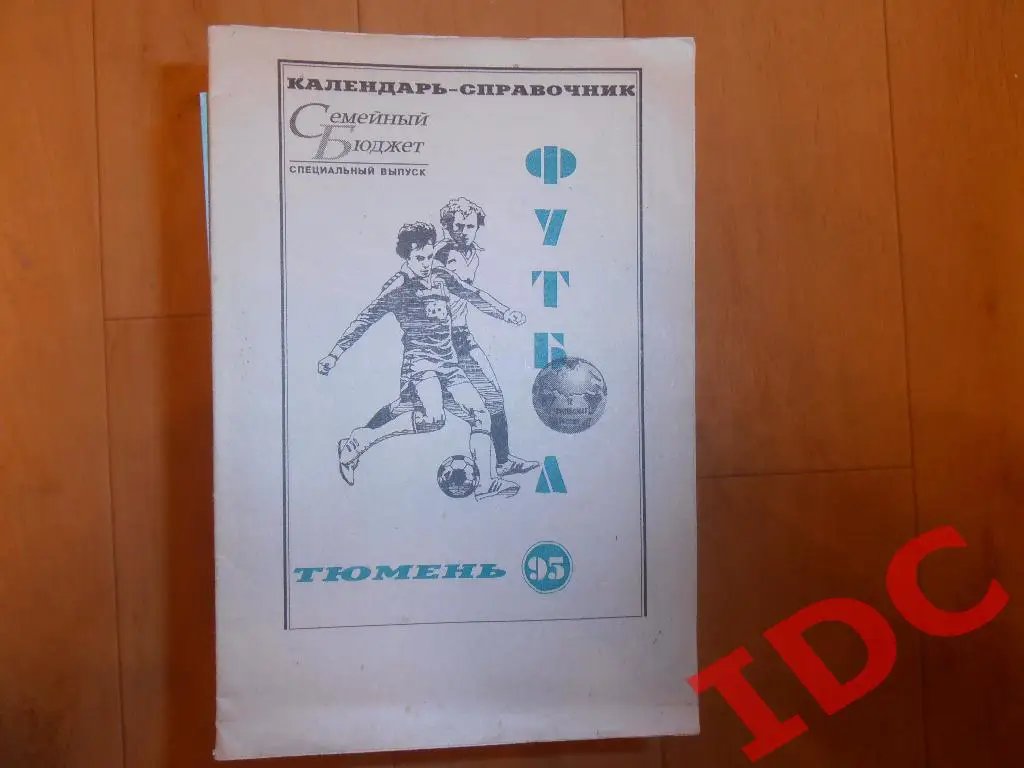 КАЛЕНДАРЬ-СПРАВОЧНИК
Семейный
Бюджет
СПЕЦИАЛЬНЫЙ ВЫПУСК
ФУТБОЛ
ТЮМЕНЬ 95
IDC